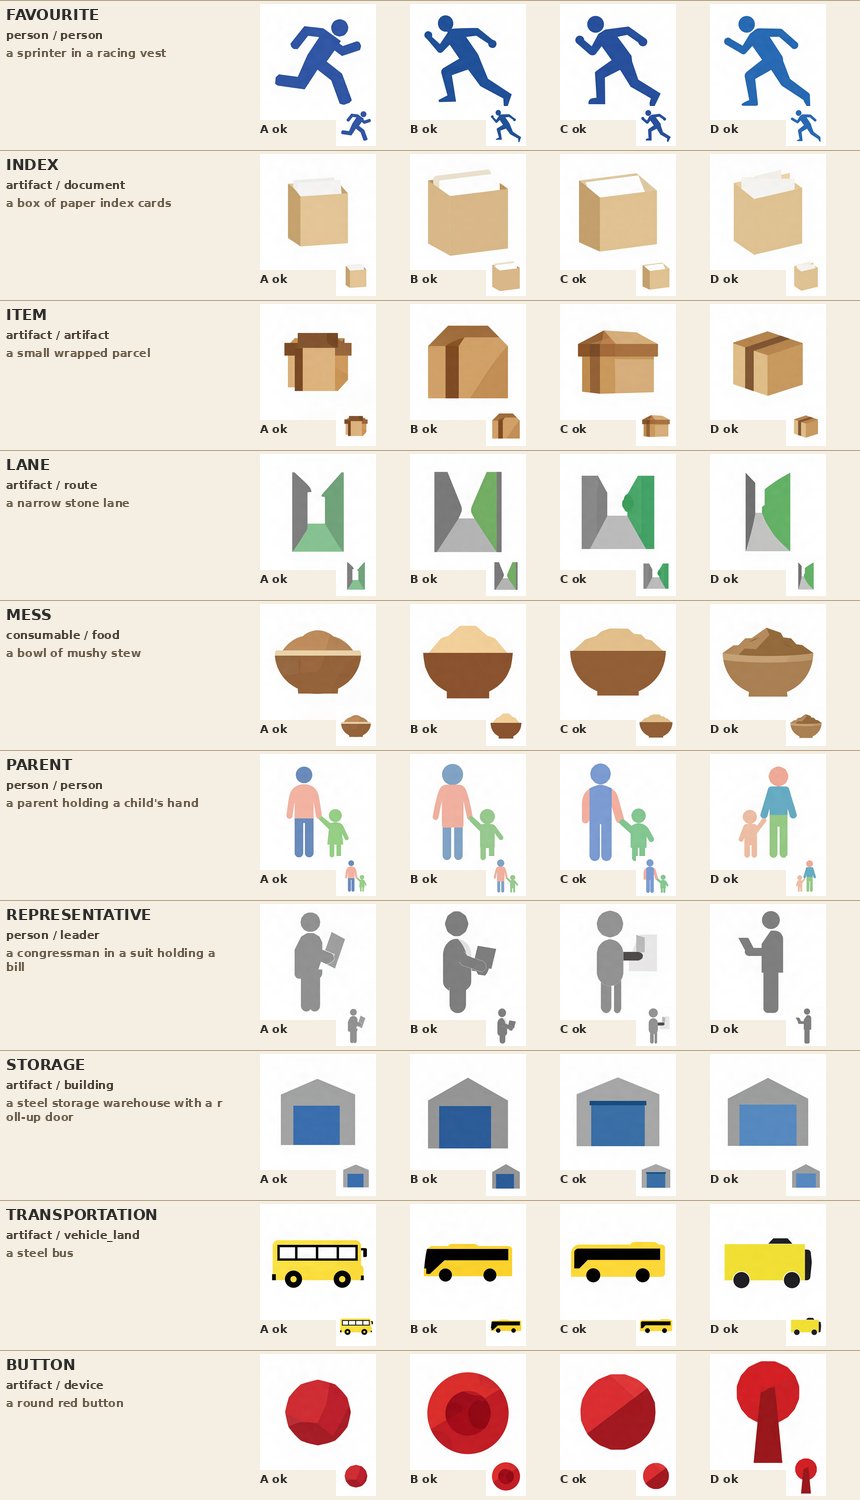 FAVOURITE
person / person
a sprinter in a racing vest
A ok
B ok
C ok
D ok
INDEX
artifact / document
a box of paper index cards
A ok
B ok
C ok
D ok
ITEM
artifact / artifact
a small wrapped parcel
A ok
B ok
C ok
D ok
LANE
artifact / route
a narrow stone lane
A ok
B ok
C ok
D ok
MESS
consumable / food
a bowl of mushy stew
A ok
B ok
C ok
D ok
PARENT
person / person
a parent holding a child's hand
A ok
B ok
C ok
D ok
REPRESENTATIVE
person / leader
a congressman in a suit holding a
bill
A ok
B ok
C ok
D ok
STORAGE
artifact / building
a steel storage warehouse with a r
oll-up door
A ok
B ok
C ok
D ok
TRANSPORTATION
artifact / vehicle_land
a steel bus
A ok
B ok
C ok
D ok
BUTTON
artifact / device
a round red button
A ok
B ok
C ok
D ok